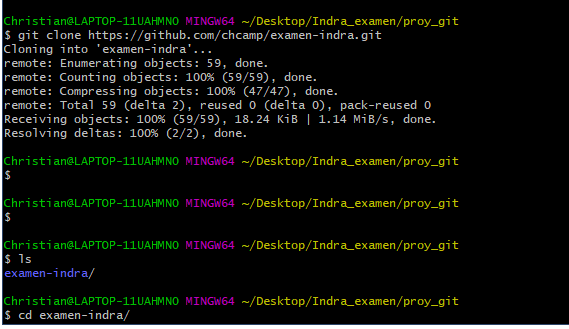 Christian@LAPTOP-11UAHMNO MINGW64 ~/Desktop/Indra_examen/proy_git
$ git clone https://github.com/chcamp/examen-indra.git
Cloning into 'examen-indra'...
remote: Enumerating objects: 59, done.
remote: Counting objects: 100% (59/59), done.
remote: Compressing objects: 100% (47/47), done.
remote: Total 59 (delta 2), reused 0 (delta 0), pack-reused 0
Receiving objects: 100% (59/59), 18.24 KiB | 1.14 MiB/s, done.
Resolving deltas: 100% (2/2), done.
Christian@LAPTOP-11UAHMNO MINGW64 ~/Desktop/Indra_examen/proy_git
$
Christian@LAPTOP-11UAHMNO MINGW64 ~/Desktop/Indra_examen/proy_git
$
Christian@LAPTOP-11UAHMNO MINGW64 ~/Desktop/Indra_examen/proy_git
$ ls
examen-indra/
Christian@LAPTOP-11UAHMNO MINGW64 ~/Desktop/Indra_examen/proy_git
$ cd examen-indra/